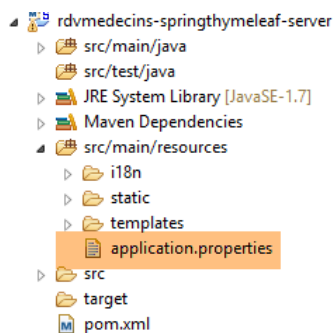 rdvmedecins-springthymeleaf-server
src/main/java
src/test/java
JRE System Library [JavaSE-1.7]
Maven Dependencies
src/main/resources
i18n
static
templates
application.properties
src
target
pom.xml